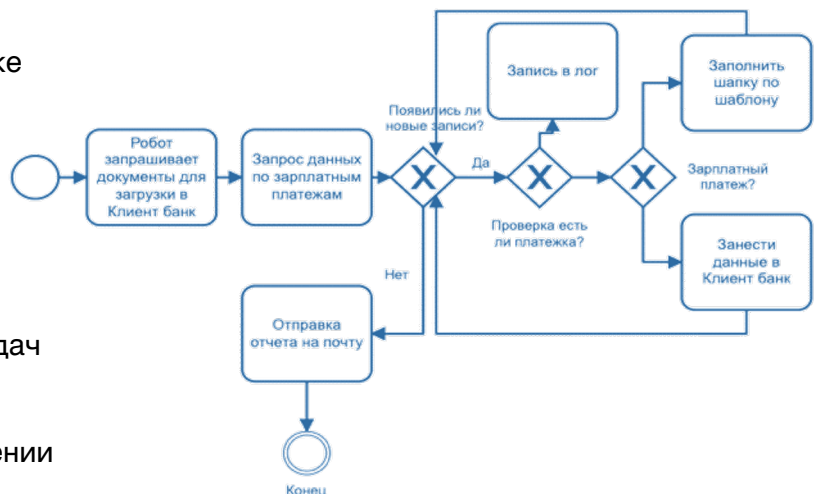 ке
Робот
запрашивает
документы для
загрузки в
Клиент банк
Запрос данных
по зарплатным
платежам
Появились ли
новые записи?
Да
Нет
Запись в лог
Проверка есть
ли платежка?
Заполнить
шапку по
шаблону
Зарплатный
платеж?
Занести
данные в
Клиент банк
Отправка
отчета на почту
Конец
дач
ении